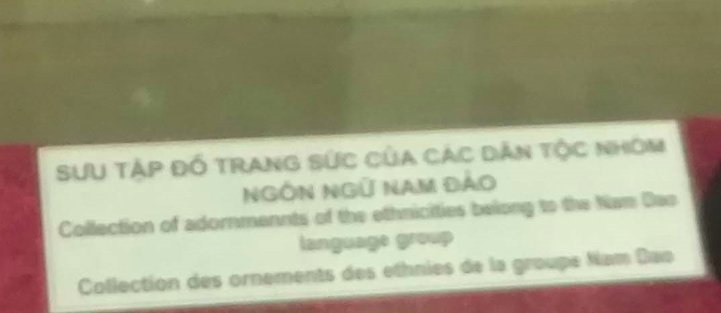 SƯU TẬP ĐỒ TRANG SỨC CỦA CÁC DÂN TỘC NHÓM
NGÔN NGỮ NAM ĐẢO
Collection of adornmennts of the ethnicities belong to the Nam Dao
language group
Collection des ornements des ethnies de la groupe Nam Dao